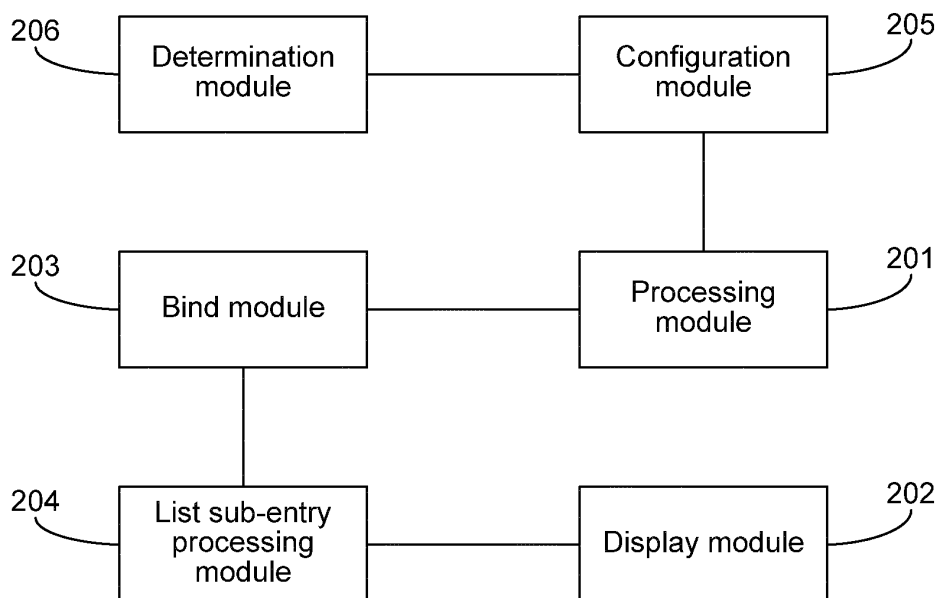 206
Determination
module
Configuration
module
205
203
Bind module
Processing
module
201
204
List sub-entry
processing
module
Display module
202